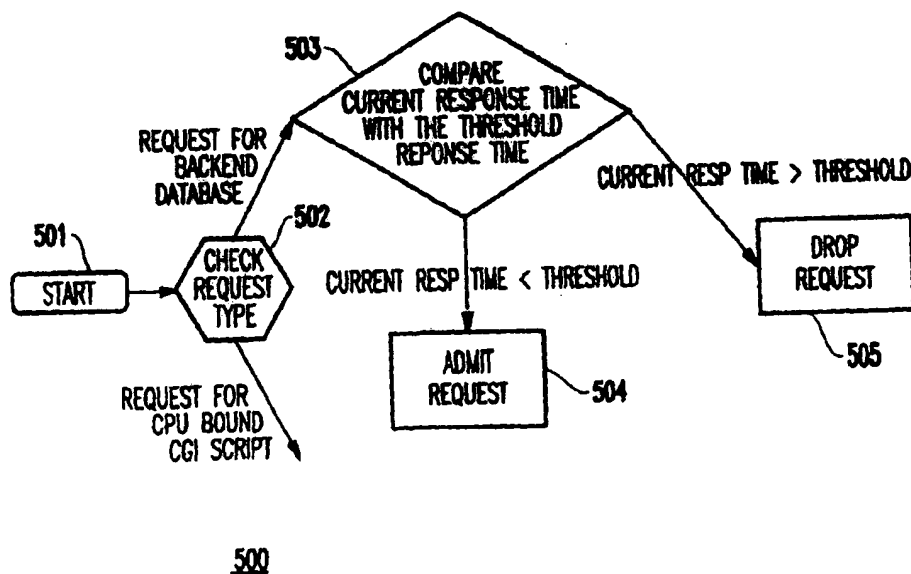 503
COMPARE
CURRENT RESPONSE TIME
WITH THE THRESHOLD
REPONSE TIME
REQUEST FOR
BACKEND
DATABASE
CURRENT RESP TIME > THRESHOLD
501
502
START
CHECK
REQUEST
TYPE
CURRENT RESP TIME < THRESHOLD
DROP
REQUEST
505
ADMIT
REQUEST
504
REQUEST FOR
CPU BOUND
CGI SCRIPT
500